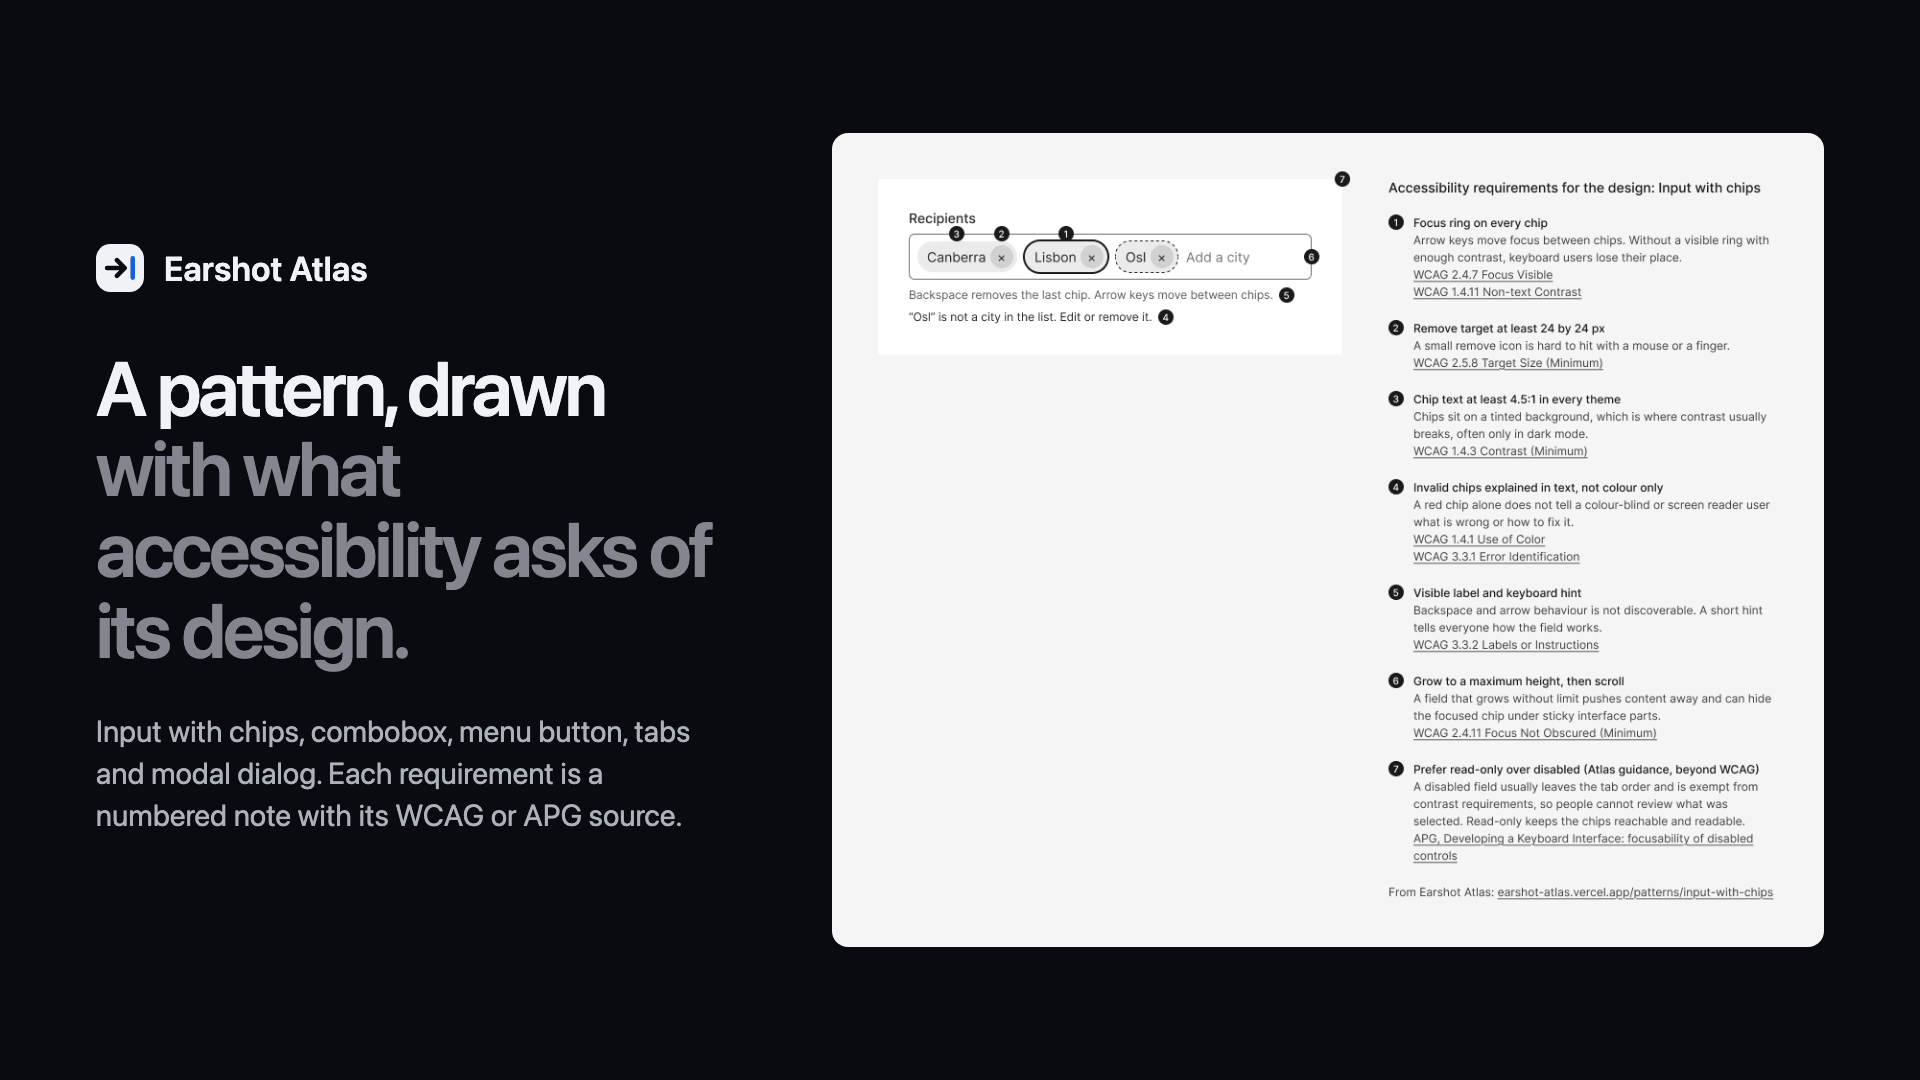 Earshot Atlas
A pattern, drawn
with what
accessibility asks of
its design.
Input with chips, combobox, menu button, tabs
and modal dialog. Each requirement is a
numbered note with its WCAG or APG source.
7
Recipients
3 2 1
Canberra × Lisbon × Osl × Add a city 6
Backspace removes the last chip. Arrow keys move between chips. 5
"Osl" is not a city in the list. Edit or remove it. 4
Accessibility requirements for the design: Input with chips
1 Focus ring on every chip
Arrow keys move focus between chips. Without a visible ring with
enough contrast, keyboard users lose their place.
WCAG 2.4.7 Focus Visible
WCAG 1.4.11 Non-text Contrast
2 Remove target at least 24 by 24 px
A small remove icon is hard to hit with a mouse or a finger.
WCAG 2.5.8 Target Size (Minimum)
3 Chip text at least 4.5:1 in every theme
Chips sit on a tinted background, which is where contrast usually
breaks, often only in dark mode.
WCAG 1.4.3 Contrast (Minimum)
4 Invalid chips explained in text, not colour only
A red chip alone does not tell a colour-blind or screen reader user
what is wrong or how to fix it.
WCAG 1.4.1 Use of Color
WCAG 3.3.1 Error Identification
5 Visible label and keyboard hint
Backspace and arrow behaviour is not discoverable. A short hint
tells everyone how the field works.
WCAG 3.3.2 Labels or Instructions
6 Grow to a maximum height, then scroll
A field that grows without limit pushes content away and can hide
the focused chip under sticky interface parts.
WCAG 2.4.11 Focus Not Obscured (Minimum)
7 Prefer read-only over disabled (Atlas guidance, beyond WCAG)
A disabled field usually leaves the tab order and is exempt from
contrast requirements, so people cannot review what was
selected. Read-only keeps the chips reachable and readable.
APG, Developing a Keyboard Interface: focusability of disabled
controls
From Earshot Atlas: earshot-atlas.vercel.app/patterns/input-with-chips